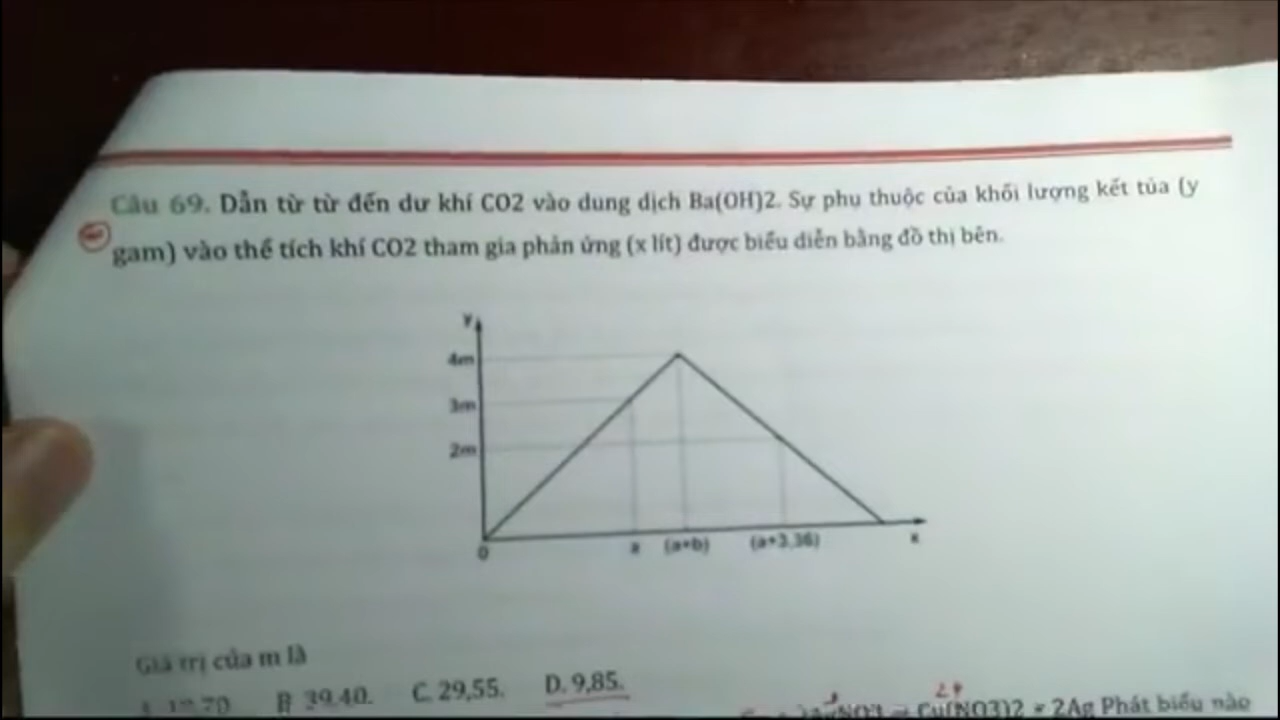 Câu 69. Dẫn từ từ đến dư khí CO2 vào dung dịch Ba(OH)2. Sự phụ thuộc của khối lượng kết tủa (y
gam) vào thể tích khí CO2 tham gia phản ứng (x lít) được biểu diễn bằng đồ thị bên.
y
4m
3m
2m
0 a (a+b) (a+3,36) x
Giá trị của m là
B. 39,40. C. 29,55. D. 9,85.
Cu(NO3)2 + 2Ag Phát biểu nào